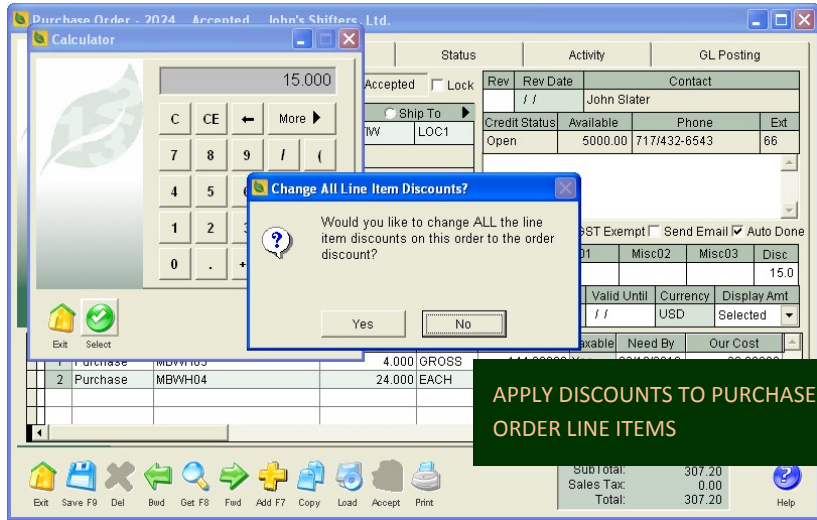 Purchase Order - 2024 Accepted John's Shifters, Ltd.
Calculator
Status Activity GL Posting
15.000
Accepted Lock
Rev Rev Date Contact
/ / John Slater
C CE ← More
Ship To
LOC1
Credit Status Available Phone Ext
Open 5000.00 717/432-6543 66
7 8 9 / (
4 5
1 2
0 . +
Change All Line Item Discounts?
Would you like to change ALL the line
item discounts on this order to the order
discount?
Yes No
GST Exempt Send Email Auto Done
Misc02 Misc03 Disc
15.0
Valid Until Currency Display Amt
/ / USD Selected
Exit Select
Need By Our Cost
1 Purchase 4.000 GROSS
2 Purchase MBWH04 24.000 EACH
APPLY DISCOUNTS TO PURCHASE
ORDER LINE ITEMS
SubTotal: 307.20
Sales Tax: 0.00
Total: 307.20
Exit Save F9 Del Bwd Get F8 Fwd Add F7 Copy Load Accept Print Help